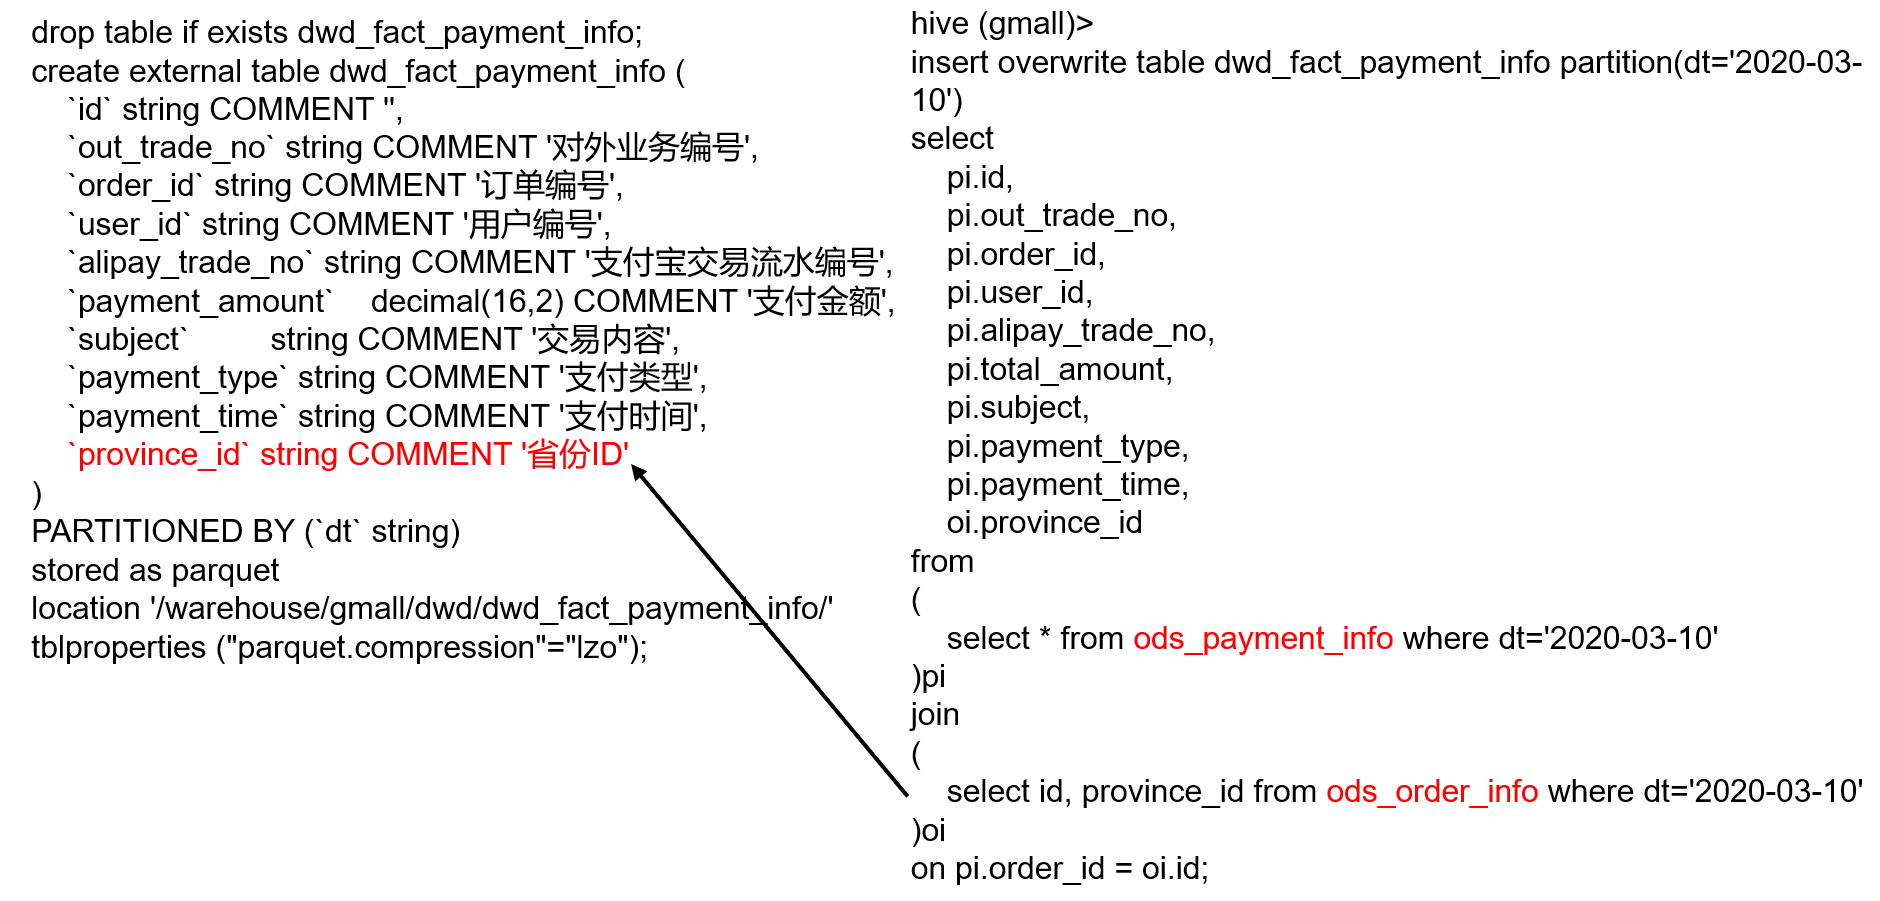 drop table if exists dwd_fact_payment_info;
create external table dwd_fact_payment_info (
`id` string COMMENT '',
`out_trade_no` string COMMENT '对外业务编号',
`order_id` string COMMENT '订单编号',
`user_id` string COMMENT '用户编号',
`alipay_trade_no` string COMMENT '支付宝交易流水编号',
`payment_amount` decimal(16,2) COMMENT '支付金额',
`subject` string COMMENT '交易内容',
`payment_type` string COMMENT '支付类型',
`payment_time` string COMMENT '支付时间',
`province_id` string COMMENT '省份ID'
)
PARTITIONED BY (`dt` string)
stored as parquet
location '/warehouse/gmall/dwd/dwd_fact_payment_info/'
tblproperties ("parquet.compression"="lzo");
hive (gmall)>
insert overwrite table dwd_fact_payment_info partition(dt='2020-03-
10')
select
pi.id,
pi.out_trade_no,
pi.order_id,
pi.user_id,
pi.alipay_trade_no,
pi.total_amount,
pi.subject,
pi.payment_type,
pi.payment_time,
oi.province_id
from
(
select * from ods_payment_info where dt='2020-03-10'
)pi
join
(
select id, province_id from ods_order_info where dt='2020-03-10'
)oi
on pi.order_id = oi.id;